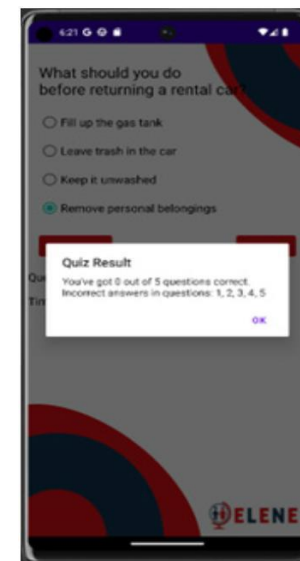 6:21
What should you do
before returning a rental car?
Fill up the gas tank
Leave trash in the car
Keep it unwashed
Remove personal belongings
Quiz Result
You've got 0 out of 5 questions correct.
Incorrect answers in questions: 1, 2, 3, 4, 5
OK
ELENE